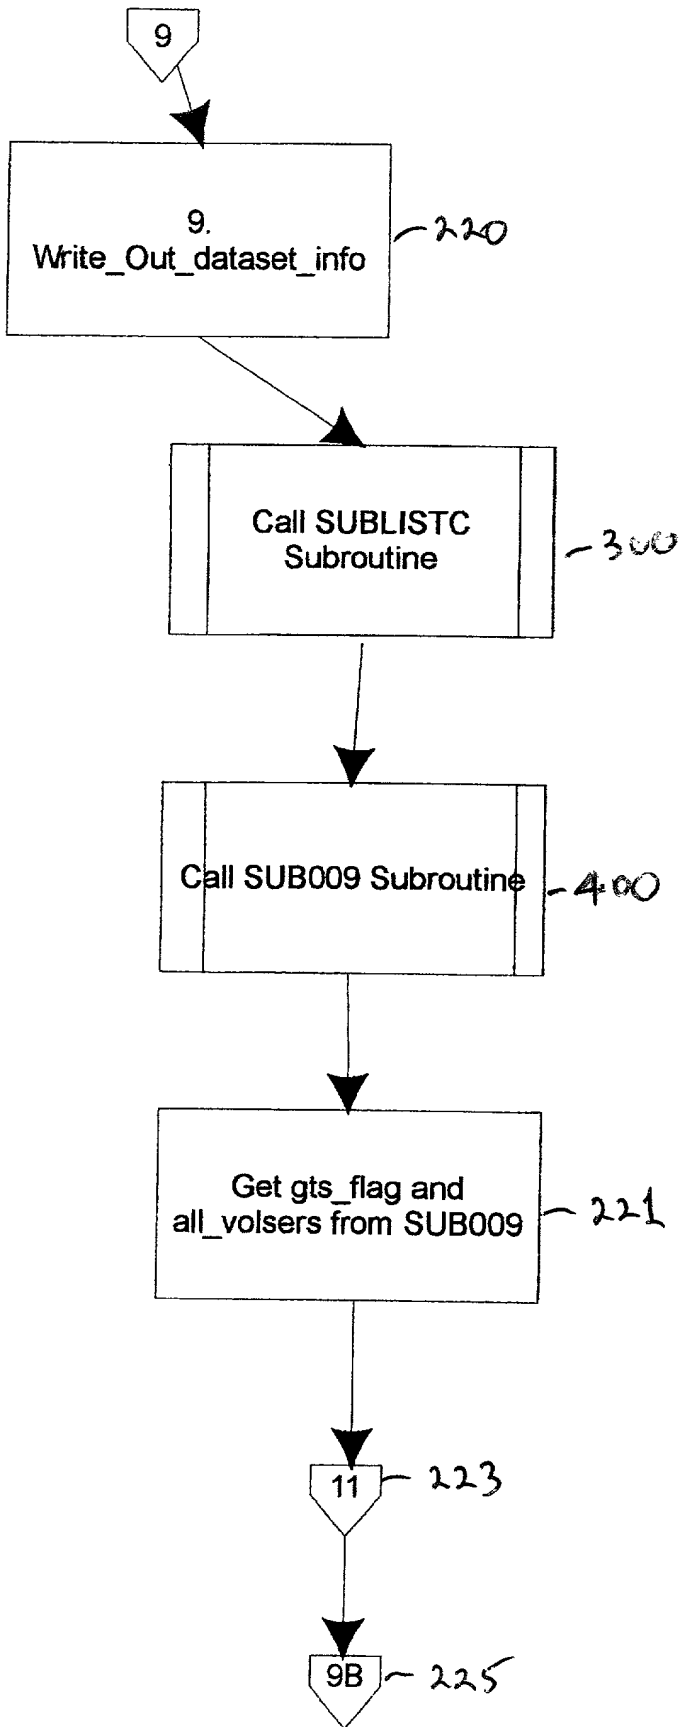 9
9.
Write_Out_dataset_info
220
Call SUBLISTC
Subroutine
300
Call SUB009 Subroutine
400
Get gts_flag and
all_volsers from SUB009
221
11
223
9B
225